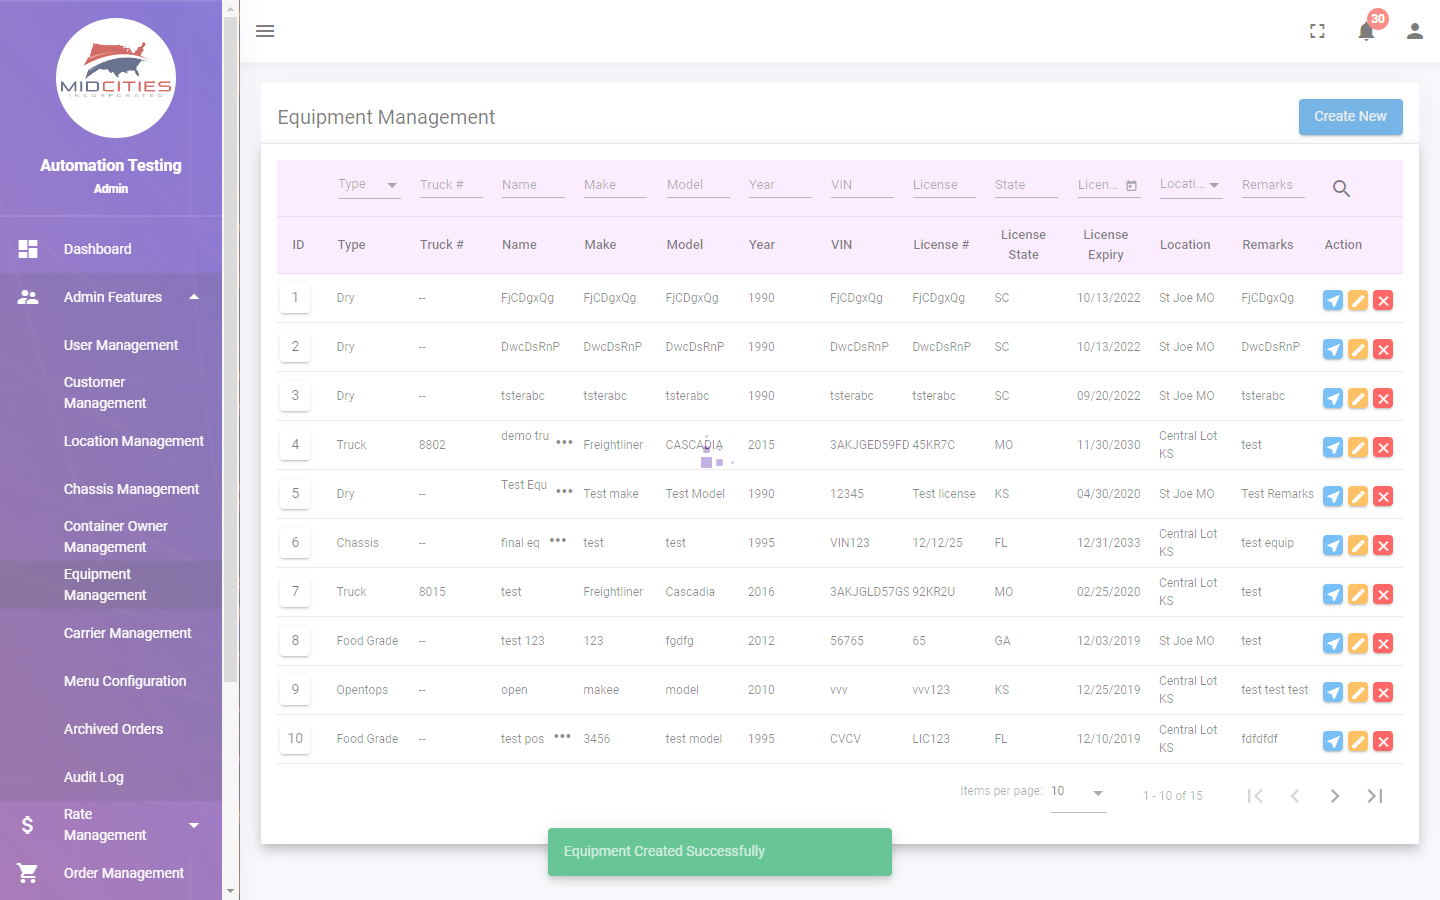 MIDCITIES
INCORPORATED
Automation Testing
Admin
Dashboard
Admin Features
User Management
Customer
Management
Location Management
Chassis Management
Container Owner
Management
Equipment
Management
Carrier Management
Menu Configuration
Archived Orders
Audit Log
Rate
Management
Order Management
30
Equipment Management
Create New
Type Truck # Name Make Model Year VIN License State Licen... Locati... Remarks
ID Type Truck # Name Make Model Year VIN License # License State License Expiry Location Remarks Action
1 Dry -- FjCDgxQg FjCDgxQg FjCDgxQg 1990 FjCDgxQg FjCDgxQg SC 10/13/2022 St Joe MO FjCDgxQg
2 Dry -- DwcDsRnP DwcDsRnP DwcDsRnP 1990 DwcDsRnP DwcDsRnP SC 10/13/2022 St Joe MO DwcDsRnP
3 Dry -- tsterabc tsterabc tsterabc 1990 tsterabc tsterabc SC 09/20/2022 St Joe MO tsterabc
4 Truck 8802 demo tru ••• Freightliner CASCADIA 2015 3AKJGED59FD 45KR7C MO 11/30/2030 Central Lot KS test
5 Dry -- Test Equ ••• Test make Test Model 1990 12345 Test license KS 04/30/2020 St Joe MO Test Remarks
6 Chassis -- final eq ••• test test 1995 VIN123 12/12/25 FL 12/31/2033 Central Lot KS test equip
7 Truck 8015 test Freightliner Cascadia 2016 3AKJGLD57GS 92KR2U MO 02/25/2020 Central Lot KS test
8 Food Grade -- test 123 123 fgdfg 2012 56765 65 GA 12/03/2019 St Joe MO test
9 Opentops -- open makee model 2010 vvv vvv123 KS 12/25/2019 Central Lot KS test test test
10 Food Grade -- test pos ••• 3456 test model 1995 CVCV LIC123 FL 12/10/2019 Central Lot KS fdfdfdf
Items per page: 10 1 - 10 of 15
Equipment Created Successfully